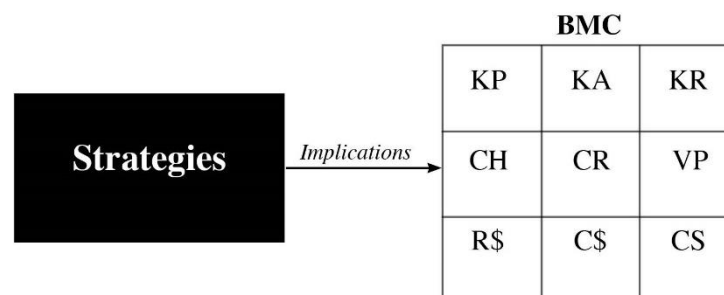 BMC
KP KA KR
Strategies
Implications
CH CR VP
R$ C$ CS